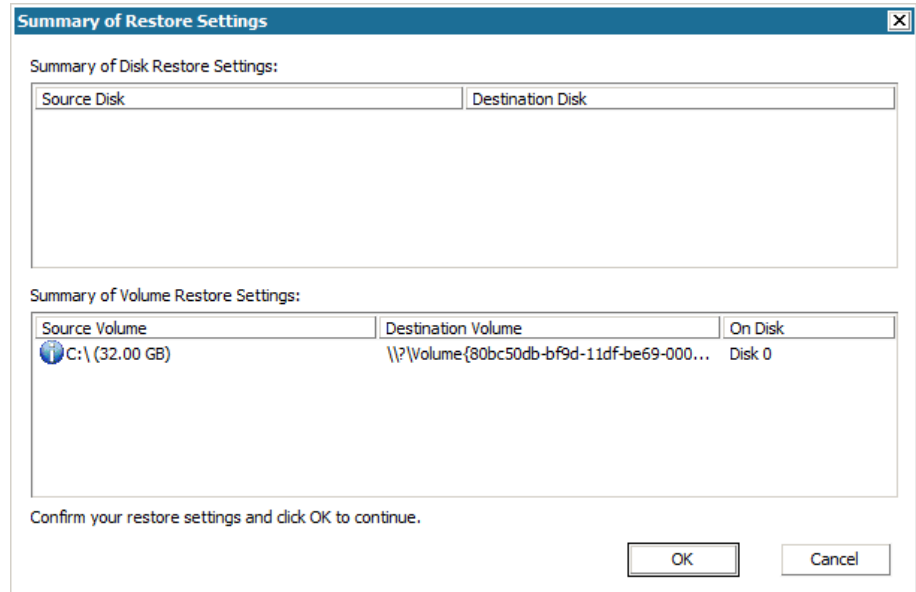 Summary of Restore Settings
Summary of Disk Restore Settings:
Source Disk Destination Disk
Summary of Volume Restore Settings:
Source Volume Destination Volume On Disk
C:\ (32.00 GB) \\?\Volume{80bc50db-bf9d-11df-be69-000... Disk 0
Confirm your restore settings and click OK to continue.
OK Cancel